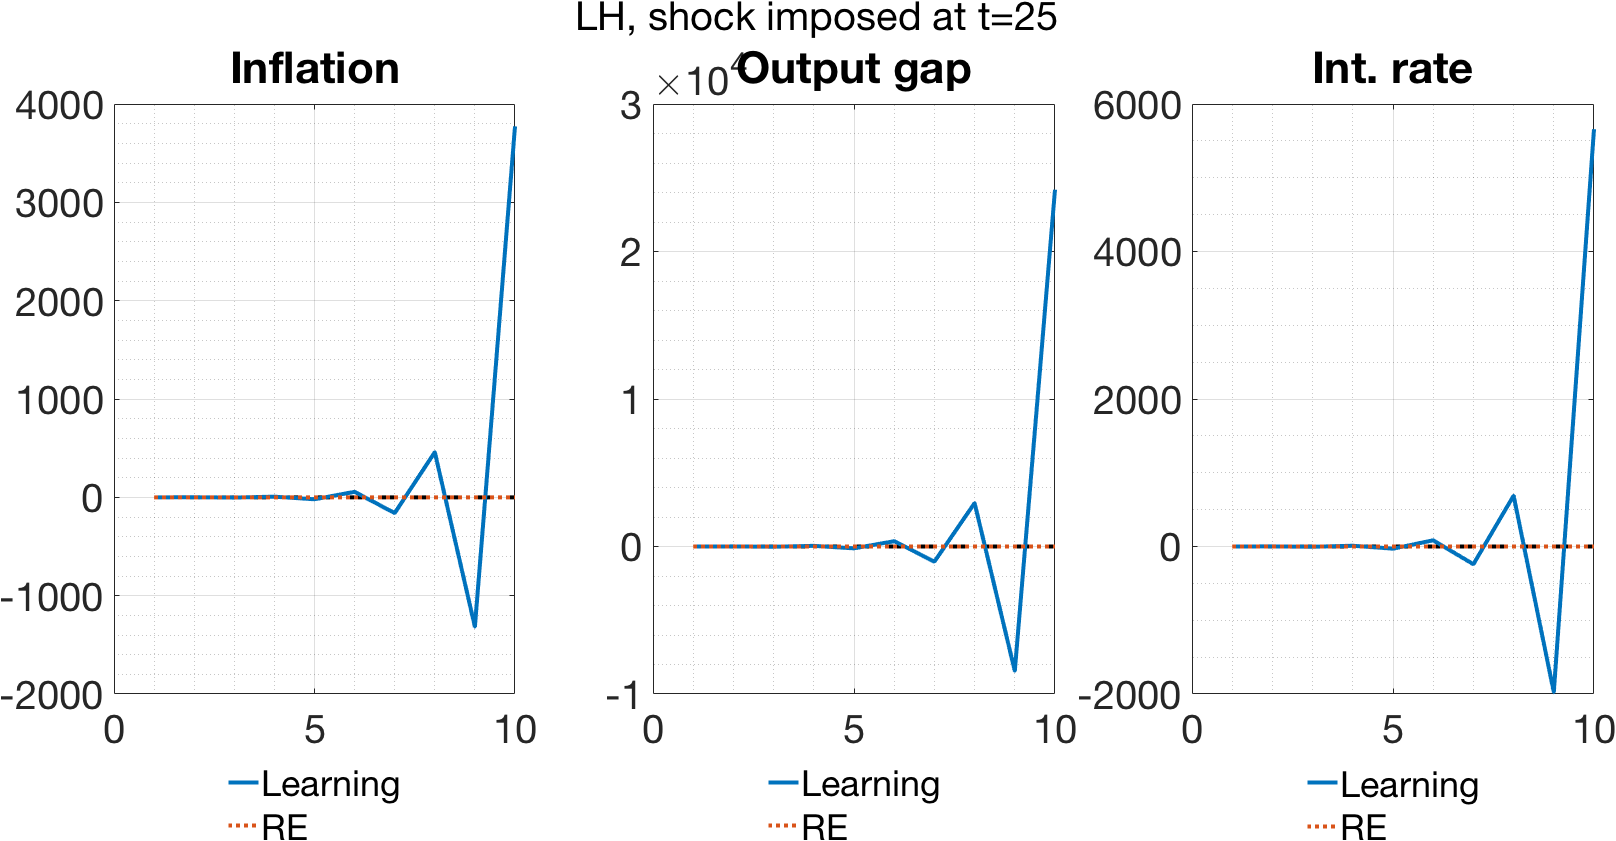 LH, shock imposed at t=25
Inflation
4000
3000
2000
1000
0
-1000
-2000
0 5 10
Learning
RE
×10⁴
Output gap
3
2
1
0
-1
0 5 10
Learning
RE
Int. rate
6000
4000
2000
0
-2000
0 5 10
Learning
RE